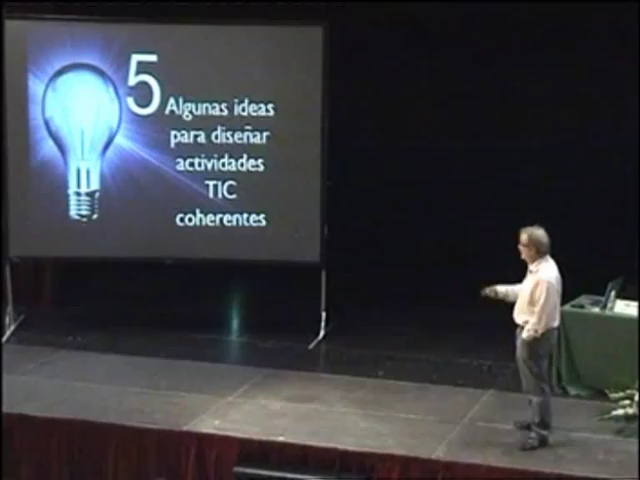 5
Algunas ideas
para diseñar
actividades
TIC
coherentes